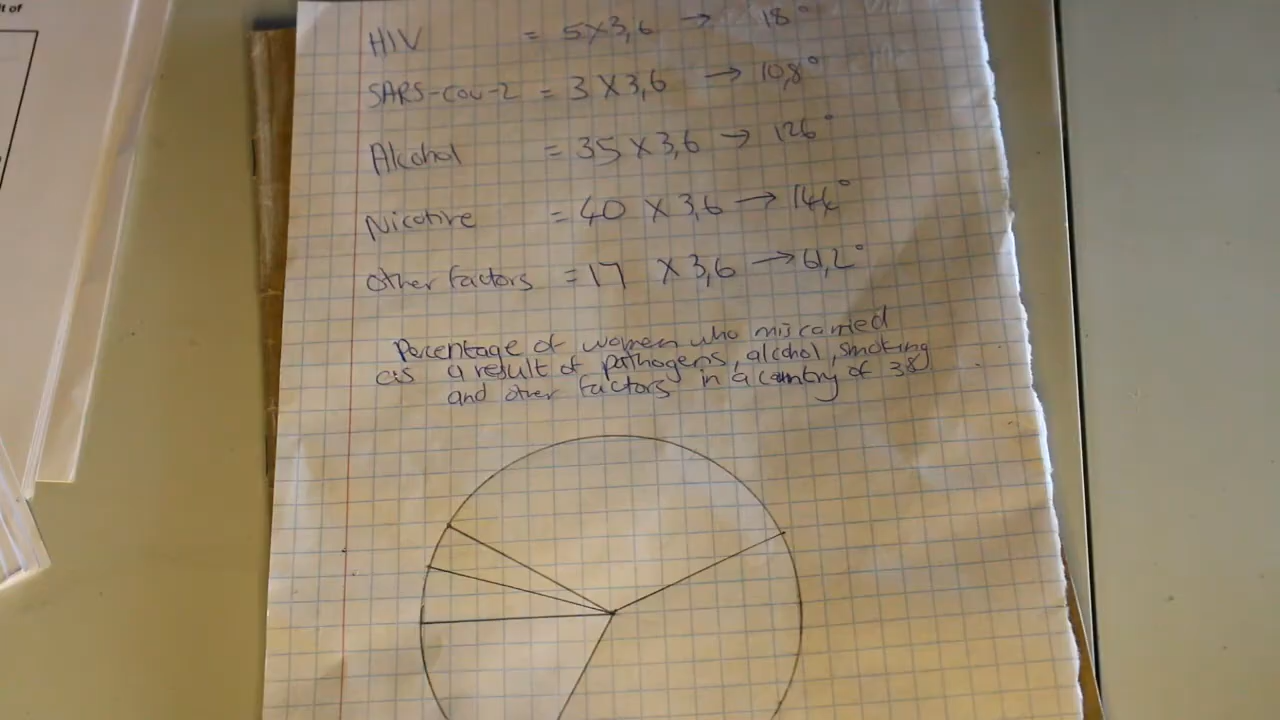 t of
HIV = 5X3,6 → 18°
SARS-cov-2 = 3 X 3,6 → 10,8°
Alcohol = 35 X 3,6 → 126°
Nicotine = 40 X 3,6 → 144°
other factors = 17 X 3,6 → 61,2°
Percentage of women who miscarried
as a result of pathogens, alcohol, smoking
and other factors in a country of 38